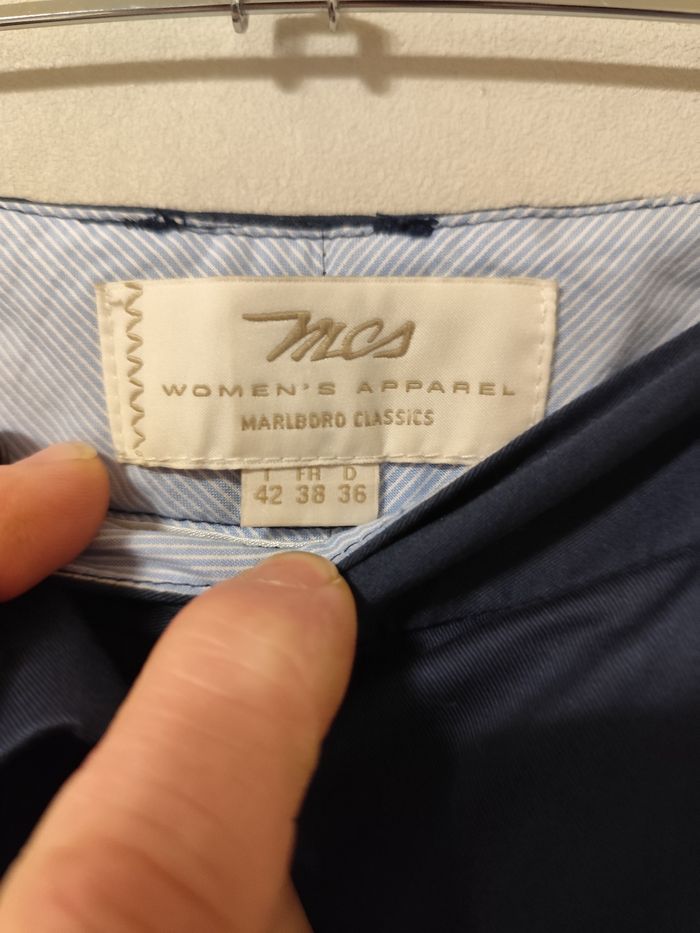 mcs
WOMEN'S APPAREL
MARLBORO CLASSICS
I FR D
42 38 36